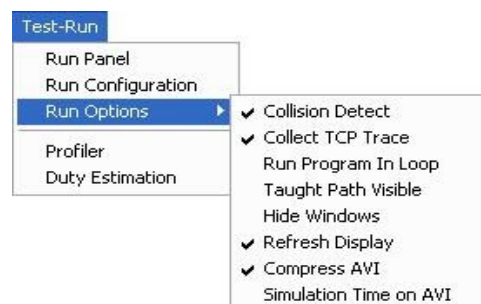 Test-Run
Run Panel
Run Configuration
Run Options
Profiler
Duty Estimation
Collision Detect
Collect TCP Trace
Run Program In Loop
Taught Path Visible
Hide Windows
Refresh Display
Compress AVI
Simulation Time on AVI